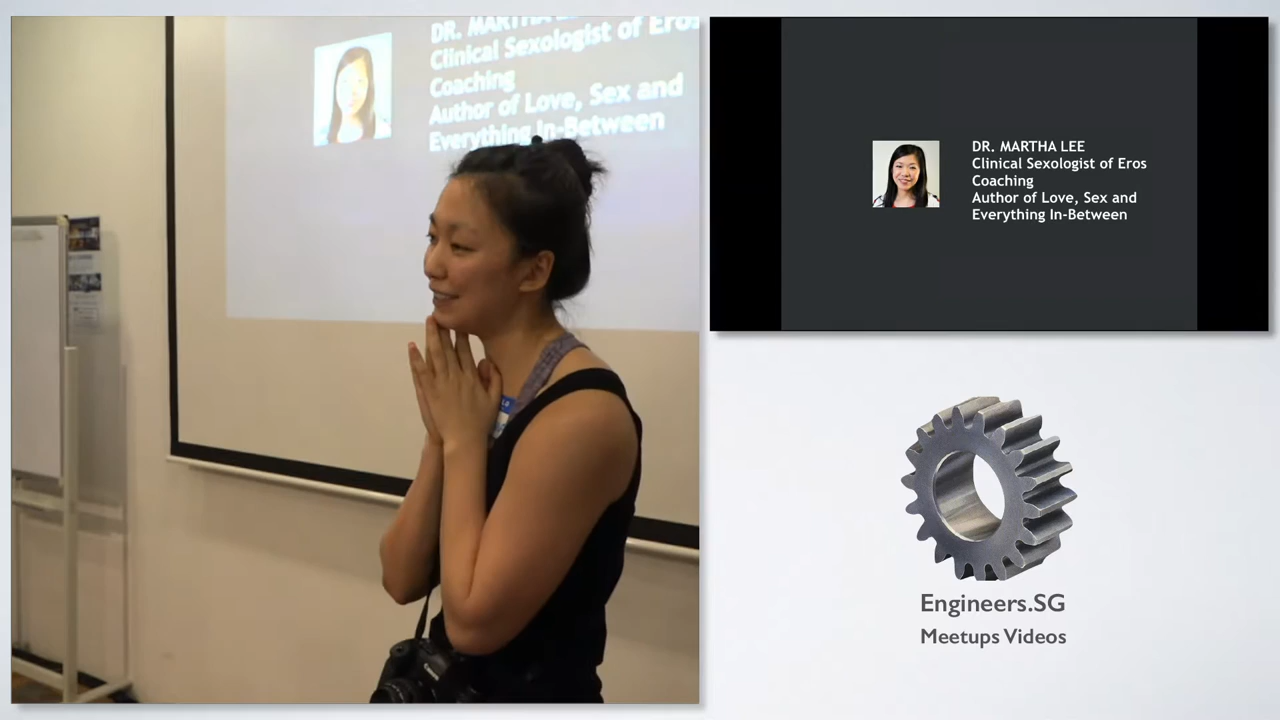 DR. MARTHA LEE
Clinical Sexologist of Eros
Coaching
Author of Love, Sex and
Everything In-Between
DR. MARTHA LEE
Clinical Sexologist of Eros
Coaching
Author of Love, Sex and
Everything In-Between
Canon
Engineers.SG
Meetups Videos